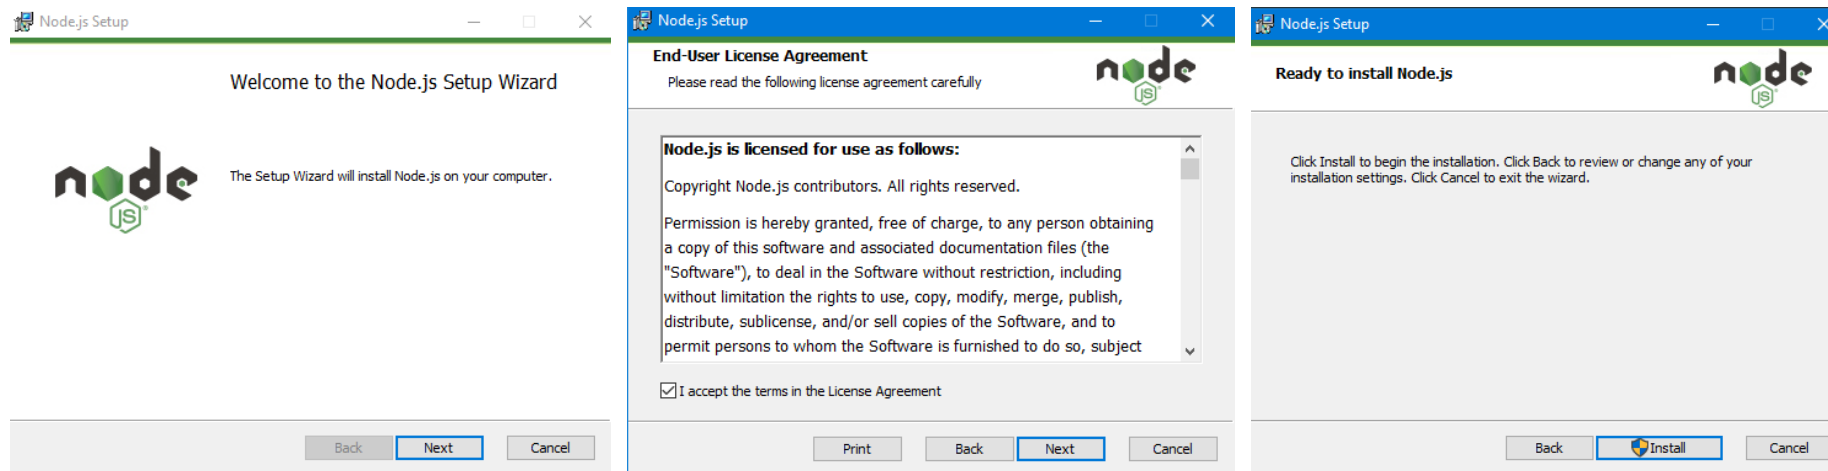 Node.js Setup
Welcome to the Node.js Setup Wizard
node
JS
The Setup Wizard will install Node.js on your computer.
Back
Next
Cancel
Node.js Setup
End-User License Agreement
Please read the following license agreement carefully
node
JS
Node.js is licensed for use as follows:
Copyright Node.js contributors. All rights reserved.
Permission is hereby granted, free of charge, to any person obtaining
a copy of this software and associated documentation files (the
"Software"), to deal in the Software without restriction, including
without limitation the rights to use, copy, modify, merge, publish,
distribute, sublicense, and/or sell copies of the Software, and to
permit persons to whom the Software is furnished to do so, subject
I accept the terms in the License Agreement
Print
Back
Next
Cancel
Node.js Setup
Ready to install Node.js
node
JS
Click Install to begin the installation. Click Back to review or change any of your
installation settings. Click Cancel to exit the wizard.
Back
Install
Cancel